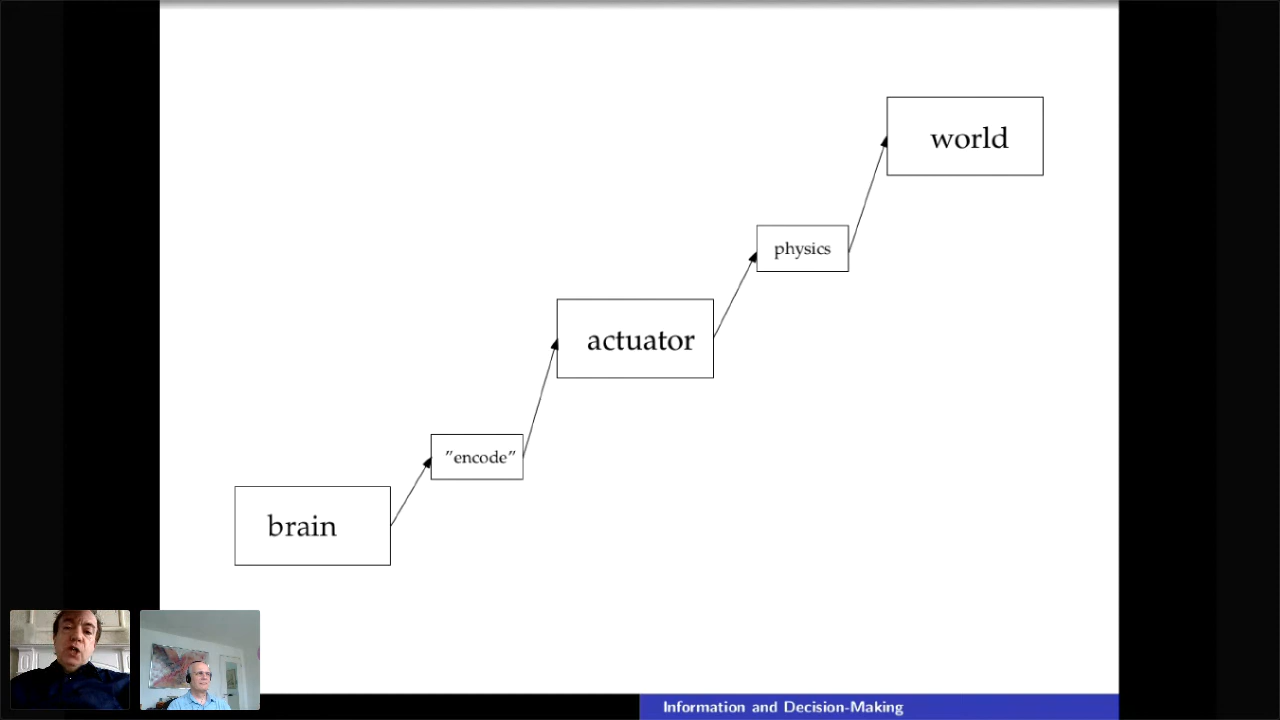 world
physics
actuator
"encode"
brain
Information and Decision-Making